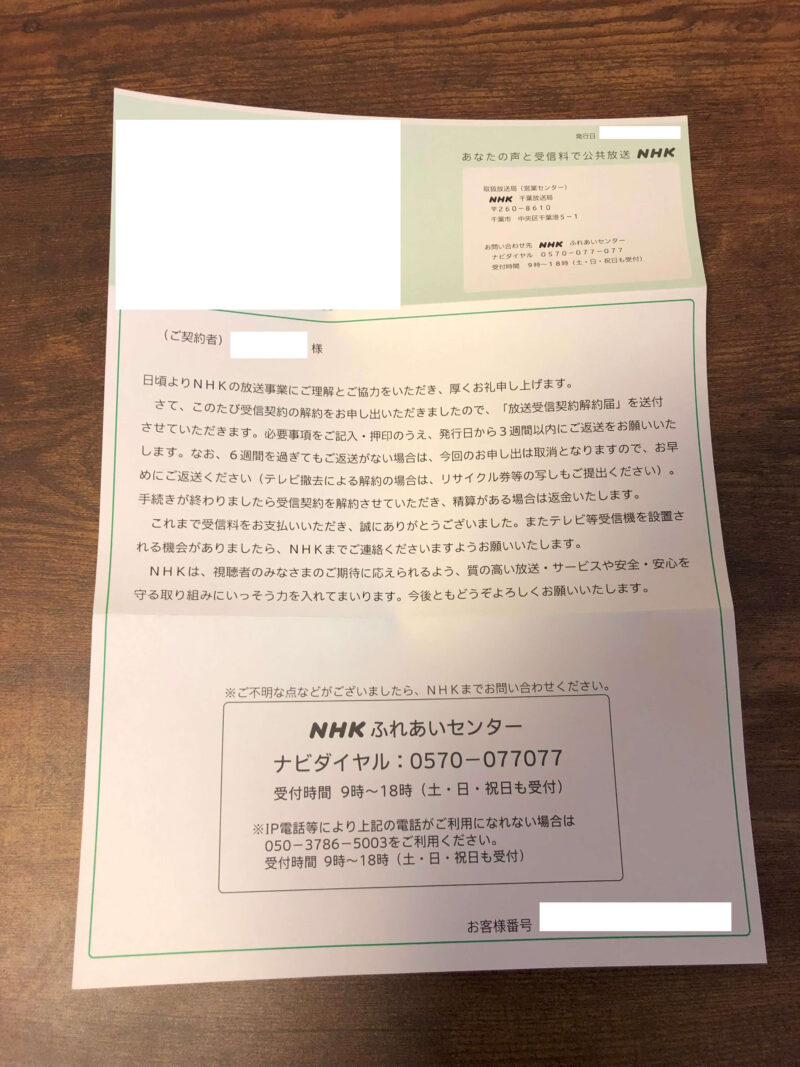 発行日
あなたの声と受信料で公共放送 NHK
取扱放送局（営業センター）
NHK 千葉放送局
〒２６０－８６１０
千葉市　中央区千葉港５－１
お問い合わせ先　NHK ふれあいセンター
ナビダイヤル　０５７０－０７７－０７７
受付時間　９時～１８時（土・日・祝日も受付）
（ご契約者）　様
日頃よりＮＨＫの放送事業にご理解とご協力をいただき、厚くお礼申し上げます。
さて、このたび受信契約の解約をお申し出いただきましたので、「放送受信契約解約届」を送付
させていただきます。必要事項をご記入・押印のうえ、発行日から３週間以内にご返送をお願いいた
します。なお、６週間を過ぎてもご返送がない場合は、今回のお申し出は取消となりますので、お早
めにご返送ください（テレビ撤去による解約の場合は、リサイクル券等の写しもご提出ください）。
手続きが終わりましたら受信契約を解約させていただき、精算がある場合は返金いたします。
これまで受信料をお支払いいただき、誠にありがとうございました。またテレビ等受信機を設置さ
れる機会がありましたら、ＮＨＫまでご連絡くださいますようお願いいたします。
ＮＨＫは、視聴者のみなさまのご期待に応えられるよう、質の高い放送・サービスや安全・安心を
守る取り組みにいっそう力を入れてまいります。今後ともどうぞよろしくお願いいたします。
※ご不明な点などがございましたら、ＮＨＫまでお問い合わせください。
NHK ふれあいセンター
ナビダイヤル：0570－077077
受付時間 9時～18時（土・日・祝日も受付）
※IP電話等により上記の電話がご利用になれない場合は
050－3786－5003をご利用ください。
受付時間 9時～18時（土・日・祝日も受付）
お客様番号